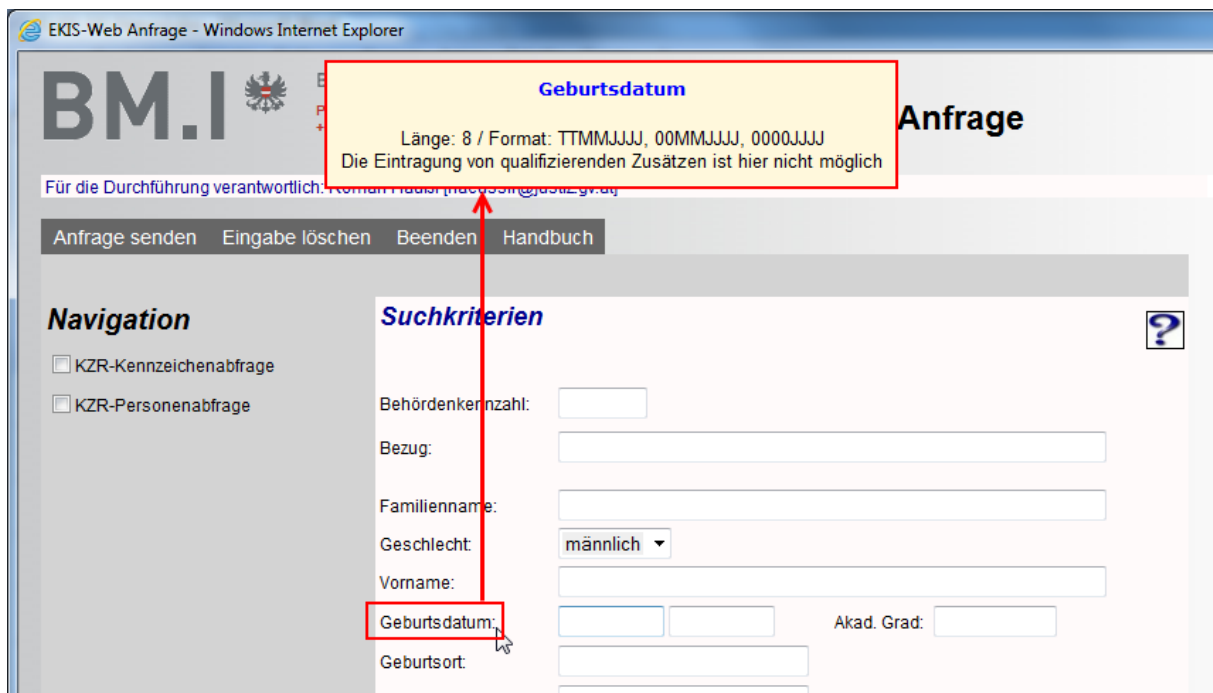 EKIS-Web Anfrage - Windows Internet Explorer
BM.I
Geburtsdatum
Länge: 8 / Format: TTMMJJJJ, 00MMJJJJ, 0000JJJJ
Die Eintragung von qualifizierenden Zusätzen ist hier nicht möglich
Anfrage
Für die Durchführung verantwortlich:
Anfrage senden Eingabe löschen Beenden Handbuch
Navigation
KZR-Kennzeichenabfrage
KZR-Personenabfrage
Suchkriterien
?
Behördenkennzahl:
Bezug:
Familienname:
Geschlecht: männlich
Vorname:
Geburtsdatum: Akad. Grad:
Geburtsort: